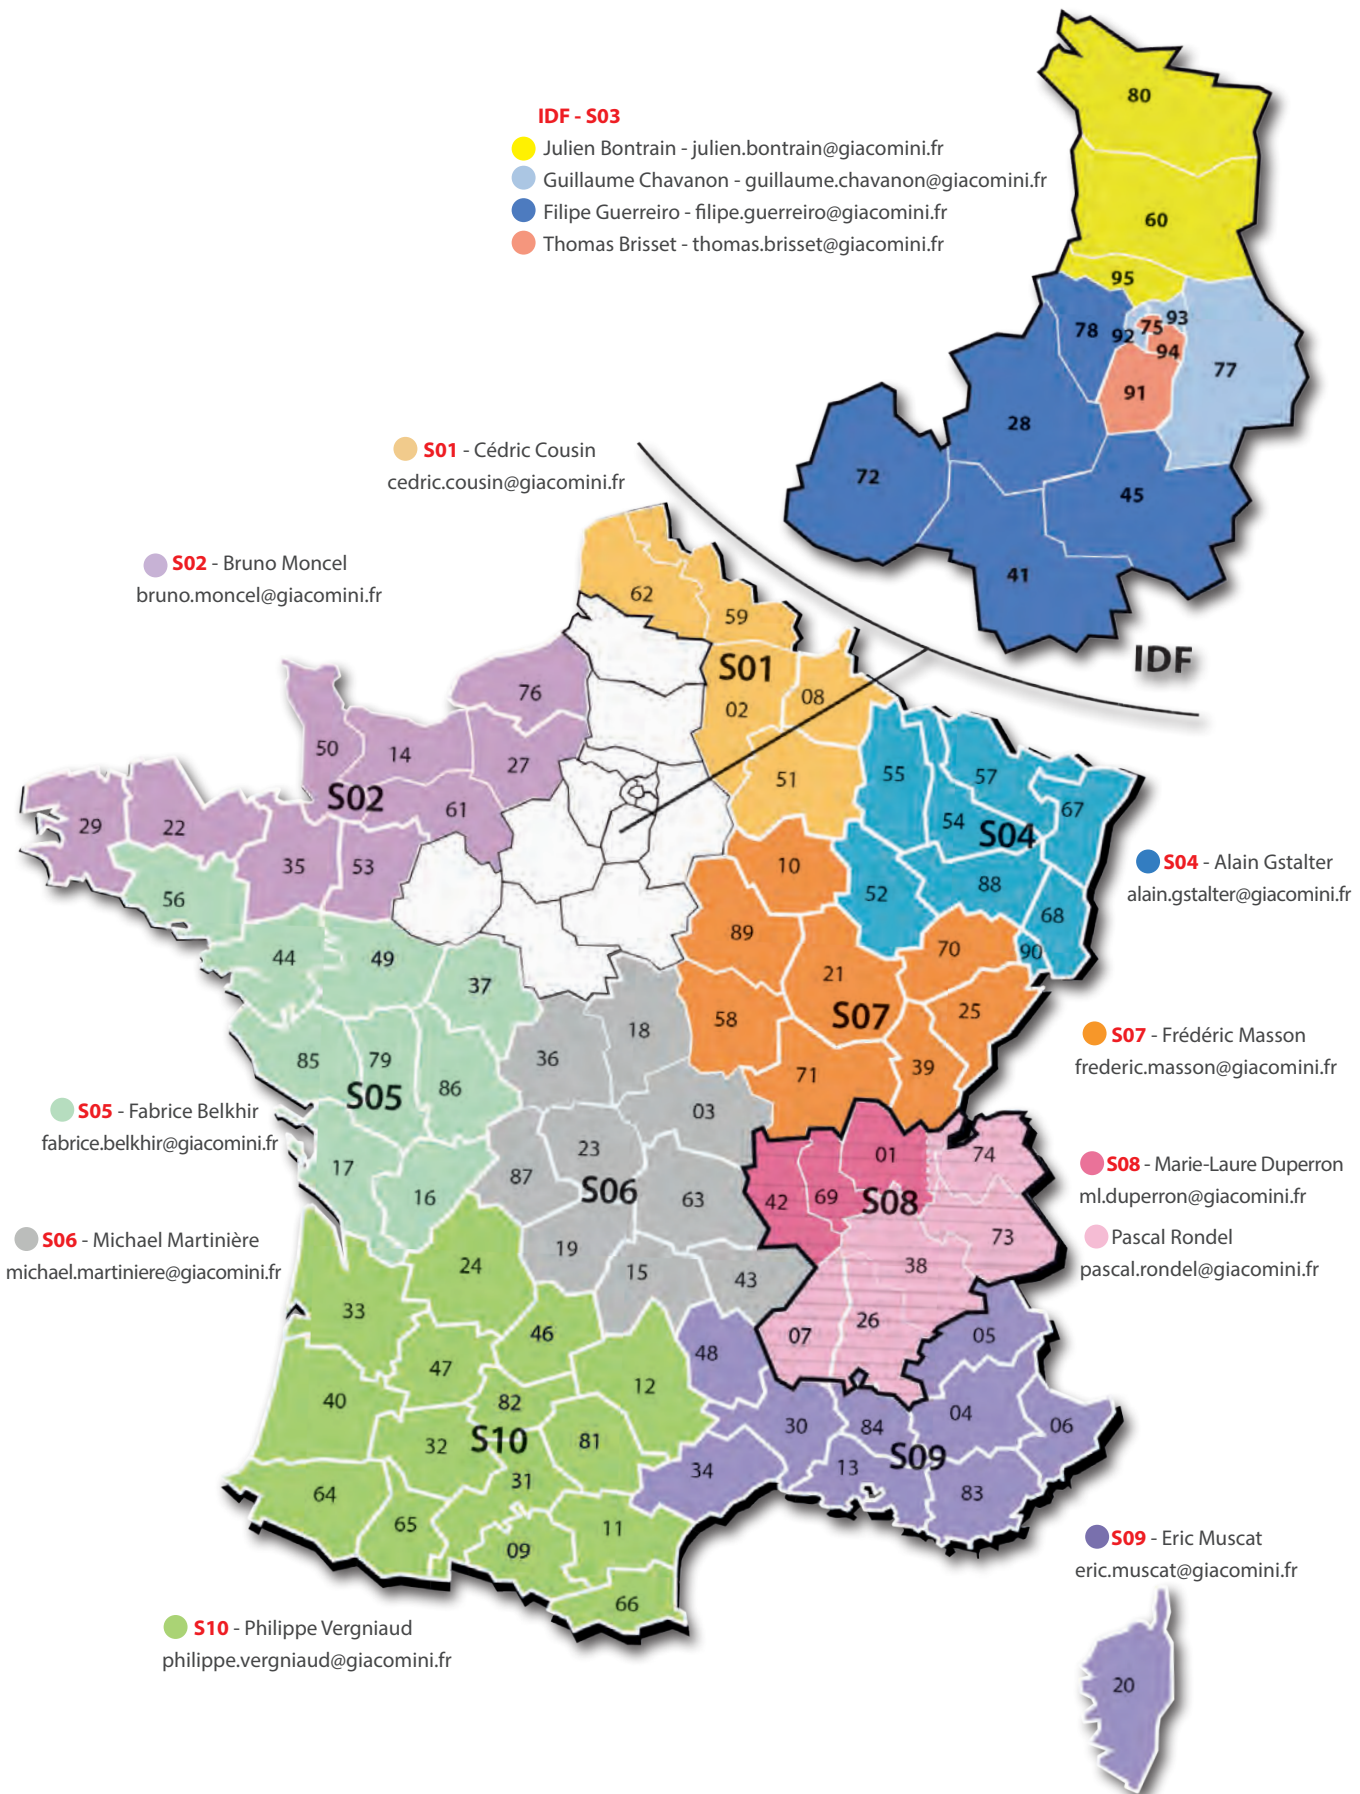 IDF - S03
Julien Bontrain - julien.bontrain@giacomini.fr
Guillaume Chavanon - guillaume.chavanon@giacomini.fr
Filipe Guerreiro - filipe.guerreiro@giacomini.fr
Thomas Brisset - thomas.brisset@giacomini.fr
80
60
95
78
92
75
93
94
77
91
28
72
45
41
IDF
S01 - Cédric Cousin
cedric.cousin@giacomini.fr
S02 - Bruno Moncel
bruno.moncel@giacomini.fr
62
59
S01
02
08
51
76
50
14
27
S02
61
29
22
35
53
56
55
57
54
S04
67
52
88
68
90
S04 - Alain Gstalter
alain.gstalter@giacomini.fr
10
89
21
70
58
S07
25
71
39
S07 - Frédéric Masson
frederic.masson@giacomini.fr
44
49
37
85
79
86
S05
17
16
S05 - Fabrice Belkhir
fabrice.belkhir@giacomini.fr
18
36
03
23
87
S06
63
19
15
43
S06 - Michael Martinière
michael.martiniere@giacomini.fr
01
74
42
69
S08
73
38
07
26
S08 - Marie-Laure Duperron
ml.duperron@giacomini.fr
Pascal Rondel
pascal.rondel@giacomini.fr
24
33
46
47
12
40
82
32
S10
81
31
64
65
09
11
66
48
05
30
84
04
06
34
13
S09
83
S09 - Eric Muscat
eric.muscat@giacomini.fr
S10 - Philippe Vergniaud
philippe.vergniaud@giacomini.fr
20